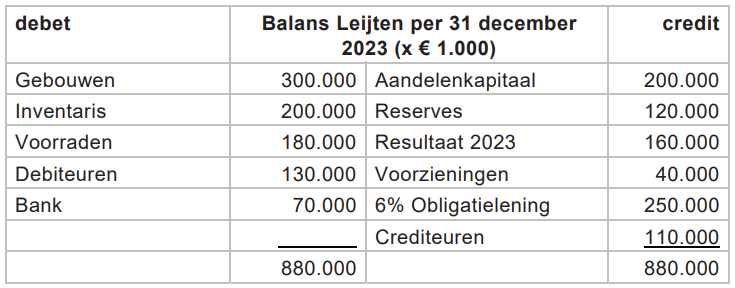 debet Balans Leijten per 31 december credit
2023 (x € 1.000)
Gebouwen 300.000 Aandelenkapitaal 200.000
Inventaris 200.000 Reserves 120.000
Voorraden 180.000 Resultaat 2023 160.000
Debiteuren 130.000 Voorzieningen 40.000
Bank 70.000 6% Obligatielening 250.000
Crediteuren 110.000
880.000 880.000